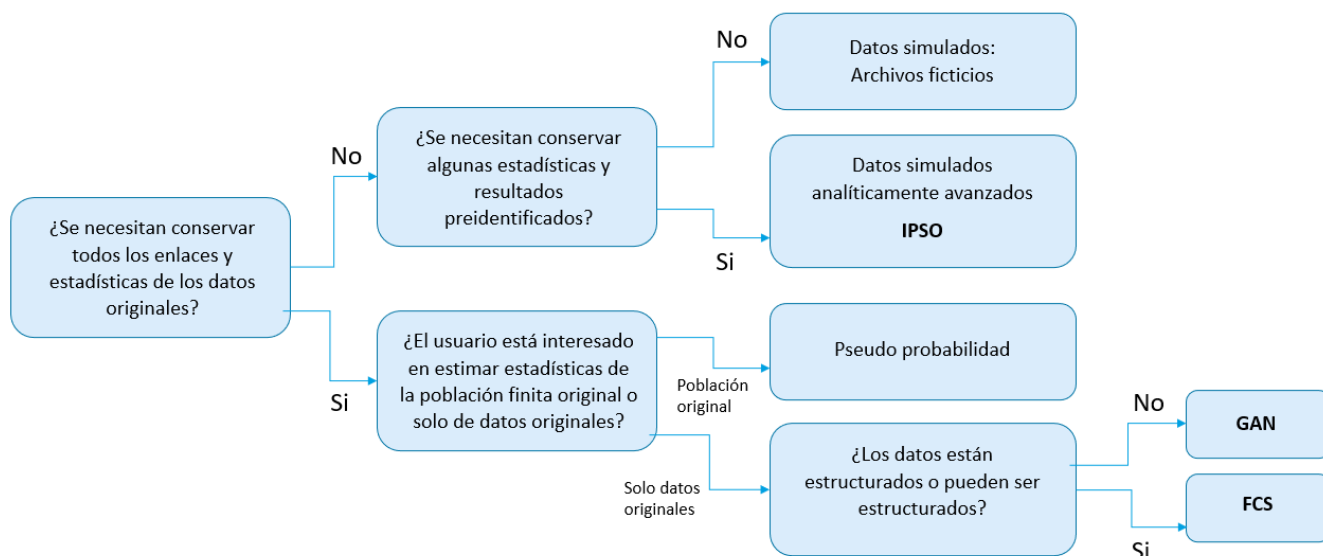 ¿Se necesitan conservar
todos los enlaces y
estadísticas de los datos
originales?
No
¿Se necesitan conservar
algunas estadísticas y
resultados
preidentificados?
No
Datos simulados:
Archivos ficticios
Si
Datos simulados
analíticamente avanzados
IPSO
Si
¿El usuario está interesado
en estimar estadísticas de
la población finita original o
solo de datos originales?
Población
original
Pseudo probabilidad
Solo datos
originales
¿Los datos están
estructurados o pueden ser
estructurados?
No
GAN
Si
FCS